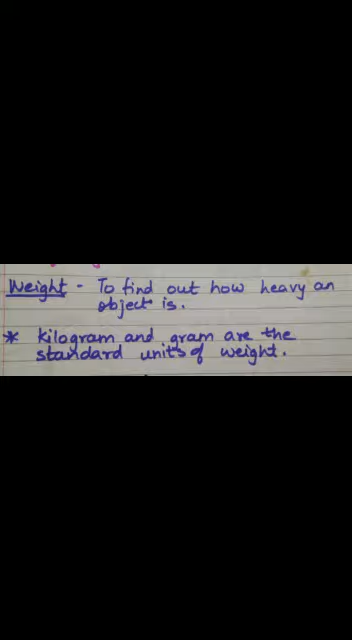 Weight - To find out how heavy an
object is.
* kilogram and gram are the
standard units of weight.